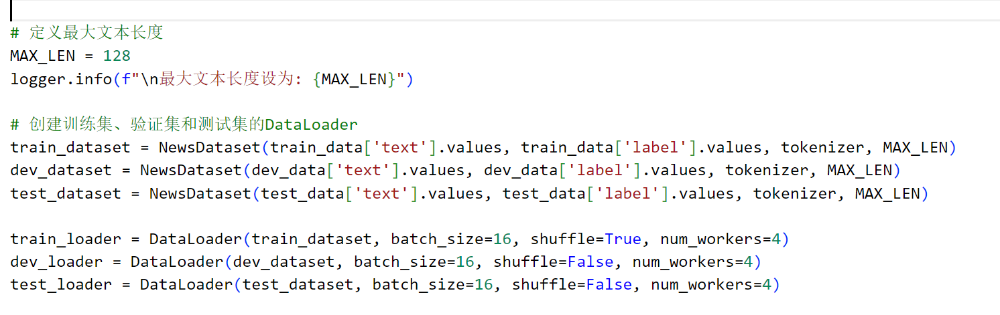 # 定义最大文本长度
MAX_LEN = 128
logger.info(f"\n最大文本长度设为: {MAX_LEN}")
# 创建训练集、验证集和测试集的DataLoader
train_dataset = NewsDataset(train_data['text'].values, train_data['label'].values, tokenizer, MAX_LEN)
dev_dataset = NewsDataset(dev_data['text'].values, dev_data['label'].values, tokenizer, MAX_LEN)
test_dataset = NewsDataset(test_data['text'].values, test_data['label'].values, tokenizer, MAX_LEN)
train_loader = DataLoader(train_dataset, batch_size=16, shuffle=True, num_workers=4)
dev_loader = DataLoader(dev_dataset, batch_size=16, shuffle=False, num_workers=4)
test_loader = DataLoader(test_dataset, batch_size=16, shuffle=False, num_workers=4)